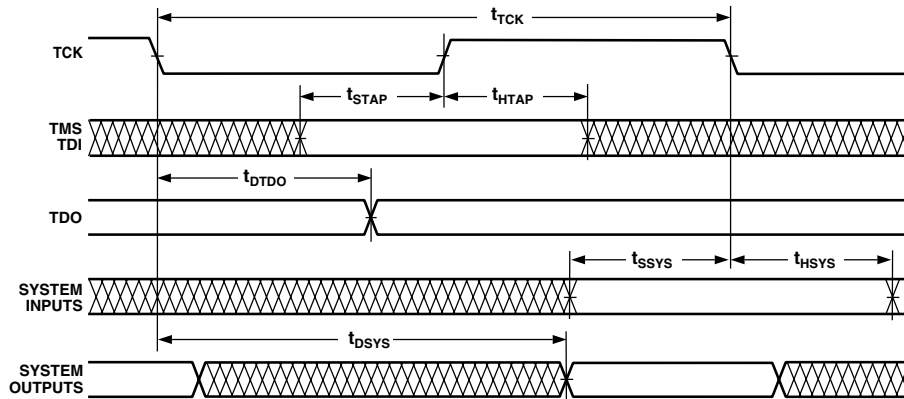 tTCK
TCK
tSTAP
tHTAP
TMS
TDI
tDTDO
TDO
tSSYS
tHSYS
SYSTEM
INPUTS
tDSYS
SYSTEM
OUTPUTS